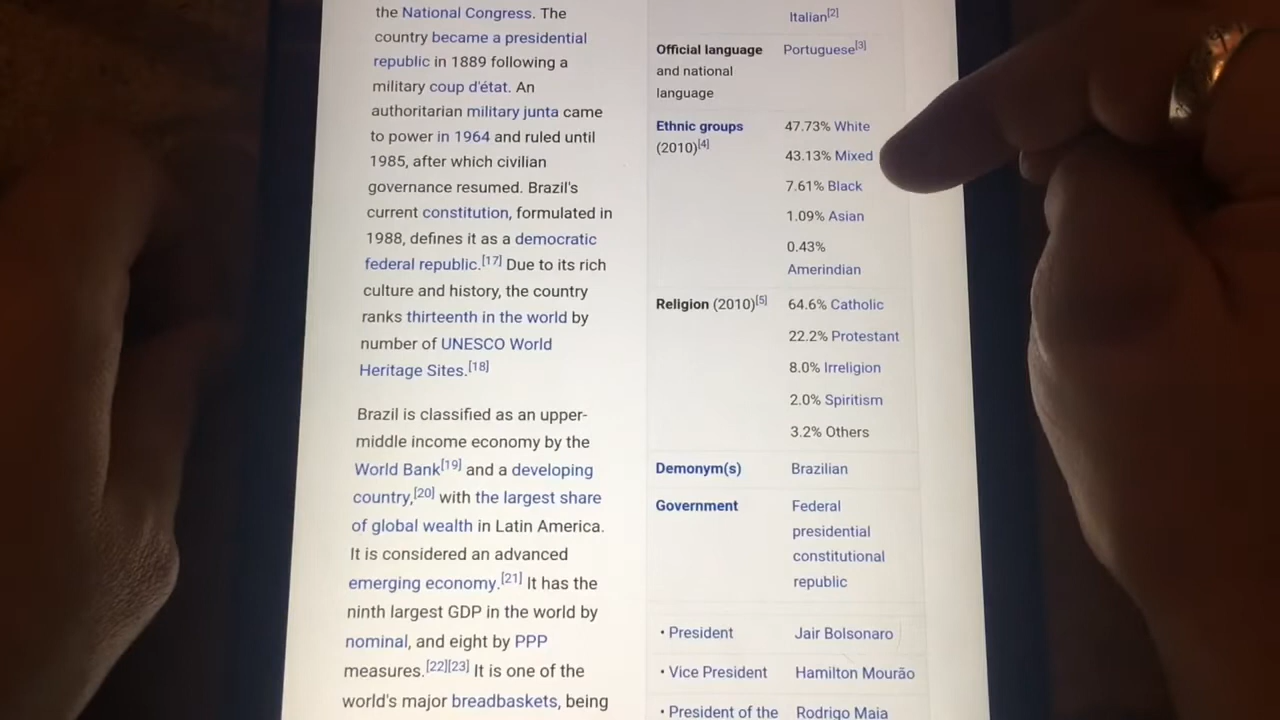 the National Congress. The
country became a presidential
republic in 1889 following a
military coup d'état. An
authoritarian military junta came
to power in 1964 and ruled until
1985, after which civilian
governance resumed. Brazil's
current constitution, formulated in
1988, defines it as a democratic
federal republic.[17] Due to its rich
culture and history, the country
ranks thirteenth in the world by
number of UNESCO World
Heritage Sites.[18]
Brazil is classified as an upper-
middle income economy by the
World Bank[19] and a developing
country,[20] with the largest share
of global wealth in Latin America.
It is considered an advanced
emerging economy.[21] It has the
ninth largest GDP in the world by
nominal, and eight by PPP
measures.[22][23] It is one of the
world's major breadbaskets, being
Italian[2]
Official language Portuguese[3]
and national
language
Ethnic groups 47.73% White
(2010)[4]
43.13% Mixed
7.61% Black
1.09% Asian
0.43%
Amerindian
Religion (2010)[5] 64.6% Catholic
22.2% Protestant
8.0% Irreligion
2.0% Spiritism
3.2% Others
Demonym(s) Brazilian
Government Federal
presidential
constitutional
republic
• President Jair Bolsonaro
• Vice President Hamilton Mourão
• President of the Rodrigo Maia